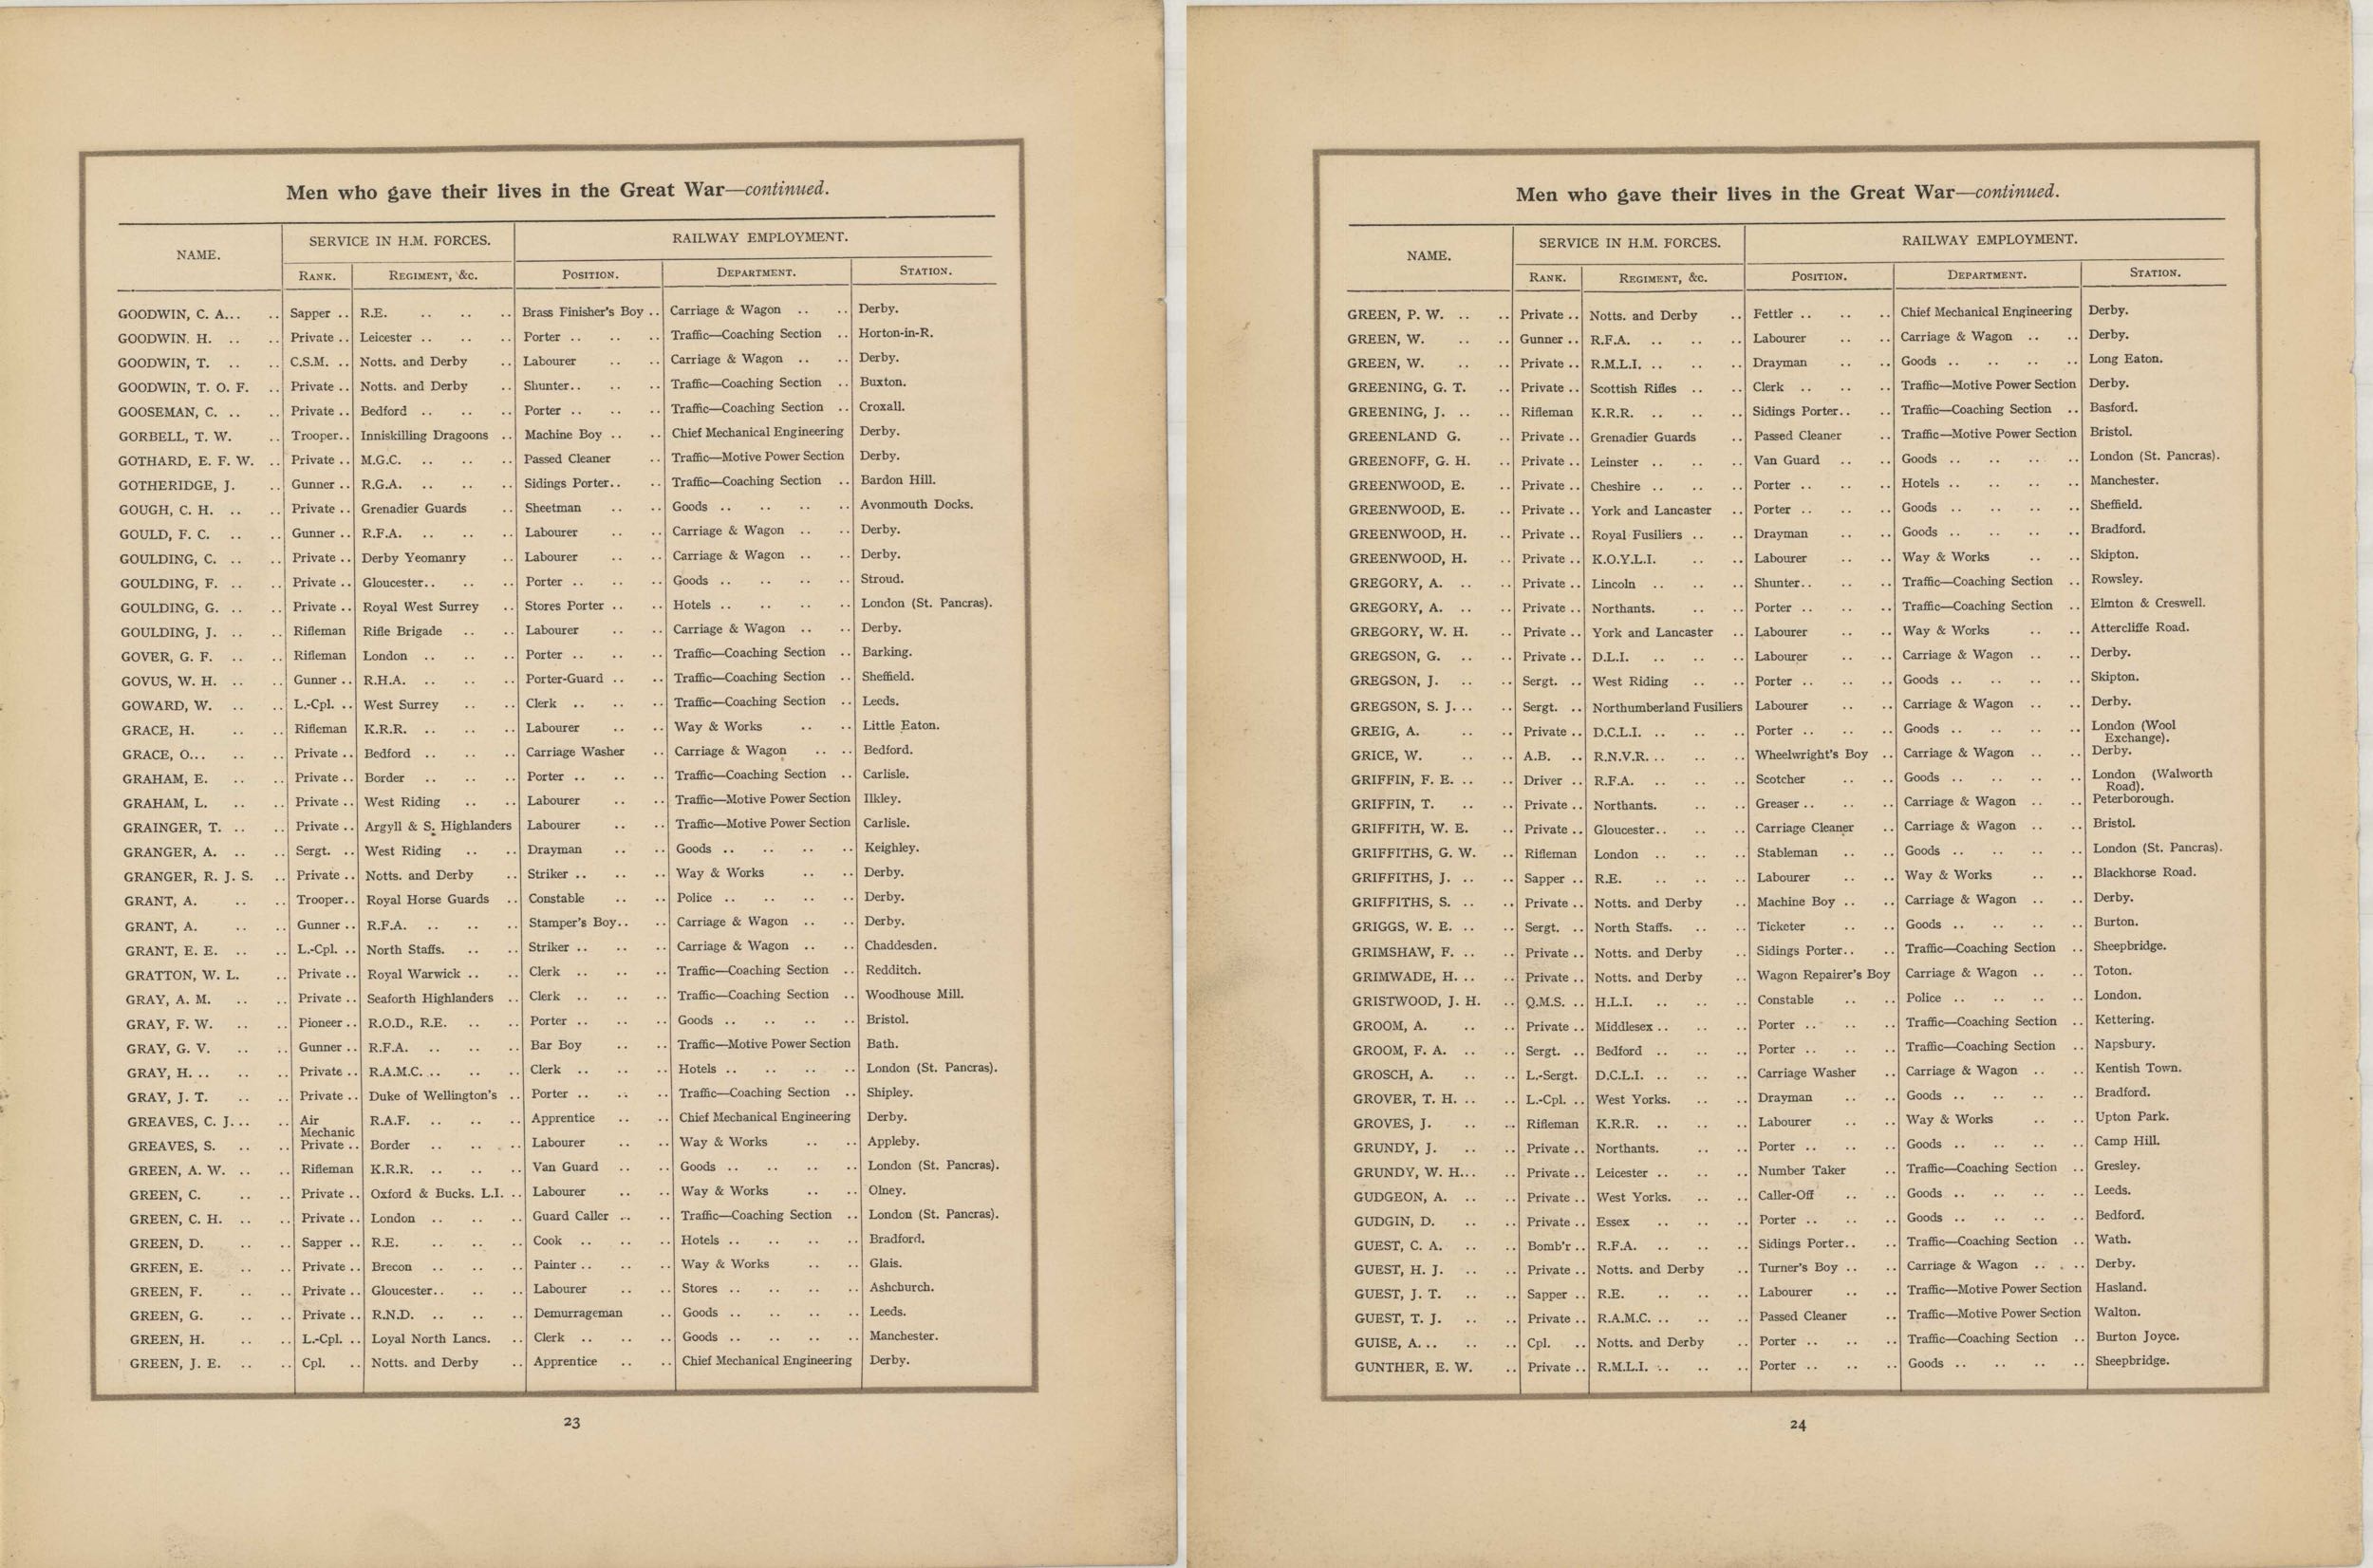 Men who gave their lives in the Great War—continued.
NAME. SERVICE IN H.M. FORCES. RAILWAY EMPLOYMENT.
RANK. REGIMENT, &c. POSITION. DEPARTMENT. STATION.
GOODWIN, C. A... .. Sapper .. R.E. .. .. .. Brass Finisher's Boy .. Carriage & Wagon .. .. Derby.
GOODWIN. H. .. .. Private .. Leicester .. .. .. Porter .. .. .. Traffic—Coaching Section .. Horton-in-R.
GOODWIN, T. .. .. C.S.M. .. Notts. and Derby .. Labourer .. .. Carriage & Wagon .. .. Derby.
GOODWIN, T. O. F. .. Private .. Notts. and Derby .. Shunter.. .. .. Traffic—Coaching Section .. Buxton.
GOOSEMAN, C. .. .. Private .. Bedford .. .. .. Porter .. .. .. Traffic—Coaching Section .. Croxall.
GORBELL, T. W. .. Trooper.. Inniskilling Dragoons .. Machine Boy .. .. Chief Mechanical Engineering Derby.
GOTHARD, E. F. W. .. Private .. M.G.C. .. .. .. Passed Cleaner .. Traffic—Motive Power Section Derby.
GOTHERIDGE, J. .. Gunner .. R.G.A. .. .. .. Sidings Porter.. .. Traffic—Coaching Section .. Bardon Hill.
GOUGH, C. H. .. .. Private .. Grenadier Guards .. Sheetman .. .. Goods .. .. .. .. Avonmouth Docks.
GOULD, F. C. .. .. Gunner .. R.F.A. .. .. .. Labourer .. .. Carriage & Wagon .. .. Derby.
GOULDING, C. .. .. Private .. Derby Yeomanry .. Labourer .. .. Carriage & Wagon .. .. Derby.
GOULDING, F. .. .. Private .. Gloucester.. .. .. Porter .. .. .. Goods .. .. .. .. Stroud.
GOULDING, G. .. .. Private .. Royal West Surrey .. Stores Porter .. .. Hotels .. .. .. .. London (St. Pancras).
GOULDING, J. .. .. Rifleman Rifle Brigade .. .. Labourer .. .. Carriage & Wagon .. .. Derby.
GOVER, G. F. .. .. Rifleman London .. .. .. Porter .. .. .. Traffic—Coaching Section .. Barking.
GOVUS, W. H. .. .. Gunner .. R.H.A. .. .. .. Porter-Guard .. .. Traffic—Coaching Section .. Sheffield.
GOWARD, W. .. .. L.-Cpl. .. West Surrey .. .. Clerk .. .. .. Traffic—Coaching Section .. Leeds.
GRACE, H. .. .. Rifleman K.R.R. .. .. .. Labourer .. .. Way & Works .. .. Little Eaton.
GRACE, O... .. .. Private .. Bedford .. .. .. Carriage Washer .. Carriage & Wagon .. .. Bedford.
GRAHAM, E. .. .. Private .. Border .. .. .. Porter .. .. .. Traffic—Coaching Section .. Carlisle.
GRAHAM, L. .. .. Private .. West Riding .. .. Labourer .. .. Traffic—Motive Power Section Ilkley.
GRAINGER, T. .. .. Private .. Argyll & S. Highlanders Labourer .. .. Traffic—Motive Power Section Carlisle.
GRANGER, A. .. .. Sergt. .. West Riding .. .. Drayman .. .. Goods .. .. .. .. Keighley.
GRANGER, R. J. S. .. Private .. Notts. and Derby .. Striker .. .. .. Way & Works .. .. Derby.
GRANT, A. .. .. Trooper.. Royal Horse Guards .. Constable .. .. Police .. .. .. .. Derby.
GRANT, A. .. .. Gunner .. R.F.A. .. .. .. Stamper's Boy.. .. Carriage & Wagon .. .. Derby.
GRANT, E. E. .. .. L.-Cpl. .. North Staffs. .. .. Striker .. .. .. Carriage & Wagon .. .. Chaddesden.
GRATTON, W. L. .. Private .. Royal Warwick .. .. Clerk .. .. .. Traffic—Coaching Section .. Redditch.
GRAY, A. M. .. .. Private .. Seaforth Highlanders .. Clerk .. .. .. Traffic—Coaching Section .. Woodhouse Mill.
GRAY, F. W. .. .. Pioneer .. R.O.D., R.E. .. .. Porter .. .. .. Goods .. .. .. .. Bristol.
GRAY, G. V. .. .. Gunner .. R.F.A. .. .. .. Bar Boy .. .. Traffic—Motive Power Section Bath.
GRAY, H. .. .. .. Private .. R.A.M.C. .. .. .. Clerk .. .. .. Hotels .. .. .. .. London (St. Pancras).
GRAY, J. T. .. .. Private .. Duke of Wellington's .. Porter .. .. .. Traffic—Coaching Section .. Shipley.
GREAVES, C. J... .. Air Mechanic R.A.F. .. .. .. Apprentice .. .. Chief Mechanical Engineering Derby.
GREAVES, S. .. .. Private .. Border .. .. .. Labourer .. .. Way & Works .. .. Appleby.
GREEN, A. W. .. .. Rifleman K.R.R. .. .. .. Van Guard .. .. Goods .. .. .. .. London (St. Pancras).
GREEN, C. .. .. Private .. Oxford & Bucks. L.I. .. Labourer .. .. Way & Works .. .. Olney.
GREEN, C. H. .. .. Private .. London .. .. .. Guard Caller .. .. Traffic—Coaching Section .. London (St. Pancras).
GREEN, D. .. .. Sapper .. R.E. .. .. .. Cook .. .. .. Hotels .. .. .. .. Bradford.
GREEN, E. .. .. Private .. Brecon .. .. .. Painter .. .. .. Way & Works .. .. Glais.
GREEN, F. .. .. Private .. Gloucester.. .. .. Labourer .. .. Stores .. .. .. .. Ashchurch.
GREEN, G. .. .. Private .. R.N.D. .. .. .. Demurrageman .. Goods .. .. .. .. Leeds.
GREEN, H. .. .. L.-Cpl. .. Loyal North Lancs. .. Clerk .. .. .. Goods .. .. .. .. Manchester.
GREEN, J. E. .. .. Cpl. .. Notts. and Derby .. Apprentice .. .. Chief Mechanical Engineering Derby.
23
Men who gave their lives in the Great War—continued.
NAME. SERVICE IN H.M. FORCES. RAILWAY EMPLOYMENT.
RANK. REGIMENT, &c. POSITION. DEPARTMENT. STATION.
GREEN, P. W. .. .. Private .. Notts. and Derby .. Fettler .. .. .. Chief Mechanical Engineering Derby.
GREEN, W. .. .. Gunner .. R.F.A. .. .. .. Labourer .. .. Carriage & Wagon .. .. Derby.
GREEN, W. .. .. Private .. R.M.L.I. .. .. .. Drayman .. .. Goods .. .. .. .. Long Eaton.
GREENING, G. T. .. Private .. Scottish Rifles .. .. Clerk .. .. .. Traffic—Motive Power Section Derby.
GREENING, J. .. .. Rifleman K.R.R. .. .. .. Sidings Porter.. .. Traffic—Coaching Section .. Basford.
GREENLAND G. .. Private .. Grenadier Guards .. Passed Cleaner .. Traffic—Motive Power Section Bristol.
GREENOFF, G. H. .. Private .. Leinster .. .. .. Van Guard .. .. Goods .. .. .. .. London (St. Pancras).
GREENWOOD, E. .. Private .. Cheshire .. .. .. Porter .. .. .. Hotels .. .. .. .. Manchester.
GREENWOOD, E. .. Private .. York and Lancaster .. Porter .. .. .. Goods .. .. .. .. Sheffield.
GREENWOOD, H. .. Private .. Royal Fusiliers .. .. Drayman .. .. Goods .. .. .. .. Bradford.
GREENWOOD, H. .. Private .. K.O.Y.L.I. .. .. Labourer .. .. Way & Works .. .. Skipton.
GREGORY, A. .. .. Private .. Lincoln .. .. .. Shunter.. .. .. Traffic—Coaching Section .. Rowsley.
GREGORY, A. .. .. Private .. Northants. .. .. Porter .. .. .. Traffic—Coaching Section .. Elmton & Creswell.
GREGORY, W. H. .. Private .. York and Lancaster .. Labourer .. .. Way & Works .. .. Attercliffe Road.
GREGSON, G. .. .. Private .. D.L.I. .. .. .. Labourer .. .. Carriage & Wagon .. .. Derby.
GREGSON, J. .. .. Sergt. .. West Riding .. .. Porter .. .. .. Goods .. .. .. .. Skipton.
GREGSON, S. J... .. Sergt. .. Northumberland Fusiliers Labourer .. .. Carriage & Wagon .. .. Derby.
GREIG, A. .. .. Private .. D.C.L.I. .. .. .. Porter .. .. .. Goods .. .. .. .. London (Wool Exchange).
GRICE, W. .. .. A.B. .. R.N.V.R. .. .. .. Wheelwright's Boy .. Carriage & Wagon .. .. Derby.
GRIFFIN, F. E. .. .. Driver .. R.F.A. .. .. .. Scotcher .. .. Goods .. .. .. .. London (Walworth Road).
GRIFFIN, T. .. .. Private .. Northants. .. .. Greaser .. .. .. Carriage & Wagon .. .. Peterborough.
GRIFFITH, W. E. .. Private .. Gloucester.. .. .. Carriage Cleaner .. Carriage & Wagon .. .. Bristol.
GRIFFITHS, G. W. .. Rifleman London .. .. .. Stableman .. .. Goods .. .. .. .. London (St. Pancras).
GRIFFITHS, J. .. .. Sapper .. R.E. .. .. .. Labourer .. .. Way & Works .. .. Blackhorse Road.
GRIFFITHS, S. .. .. Private .. Notts. and Derby .. Machine Boy .. .. Carriage & Wagon .. .. Derby.
GRIGGS, W. E. .. .. Sergt. .. North Staffs. .. .. Ticketer .. .. Goods .. .. .. .. Burton.
GRIMSHAW, F. .. .. Private .. Notts. and Derby .. Sidings Porter.. .. Traffic—Coaching Section .. Sheepbridge.
GRIMWADE, H. .. .. Private .. Notts. and Derby .. Wagon Repairer's Boy Carriage & Wagon .. .. Toton.
GRISTWOOD, J. H. .. Q.M.S. .. H.L.I. .. .. .. Constable .. .. Police .. .. .. .. London.
GROOM, A. .. .. Private .. Middlesex .. .. .. Porter .. .. .. Traffic—Coaching Section .. Kettering.
GROOM, F. A. .. .. Sergt. .. Bedford .. .. .. Porter .. .. .. Traffic—Coaching Section .. Napsbury.
GROSCH, A. .. .. L.-Sergt. D.C.L.I. .. .. .. Carriage Washer .. Carriage & Wagon .. .. Kentish Town.
GROVER, T. H. .. .. L.-Cpl. .. West Yorks. .. .. Drayman .. .. Goods .. .. .. .. Bradford.
GROVES, J. .. .. Rifleman K.R.R. .. .. .. Labourer .. .. Way & Works .. .. Upton Park.
GRUNDY, J. .. .. Private .. Northants. .. .. Porter .. .. .. Goods .. .. .. .. Camp Hill.
GRUNDY, W. H... .. Private .. Leicester .. .. .. Number Taker .. Traffic—Coaching Section .. Gresley.
GUDGEON, A. .. .. Private .. West Yorks. .. .. Caller-Off .. .. Goods .. .. .. .. Leeds.
GUDGIN, D. .. .. Private .. Essex .. .. .. Porter .. .. .. Goods .. .. .. .. Bedford.
GUEST, C. A. .. .. Bomb'r .. R.F.A. .. .. .. Sidings Porter.. .. Traffic—Coaching Section .. Wath.
GUEST, H. J. .. .. Private .. Notts. and Derby .. Turner's Boy .. .. Carriage & Wagon .. .. Derby.
GUEST, J. T. .. .. Sapper .. R.E. .. .. .. Labourer .. .. Traffic—Motive Power Section Hasland.
GUEST, T. J. .. .. Private .. R.A.M.C. .. .. .. Passed Cleaner .. Traffic—Motive Power Section Walton.
GUISE, A. .. .. .. Cpl. .. Notts. and Derby .. Porter .. .. .. Traffic—Coaching Section .. Burton Joyce.
GUNTHER, E. W. .. Private .. R.M.L.I. .. .. .. Porter .. .. .. Goods .. .. .. .. Sheepbridge.
24